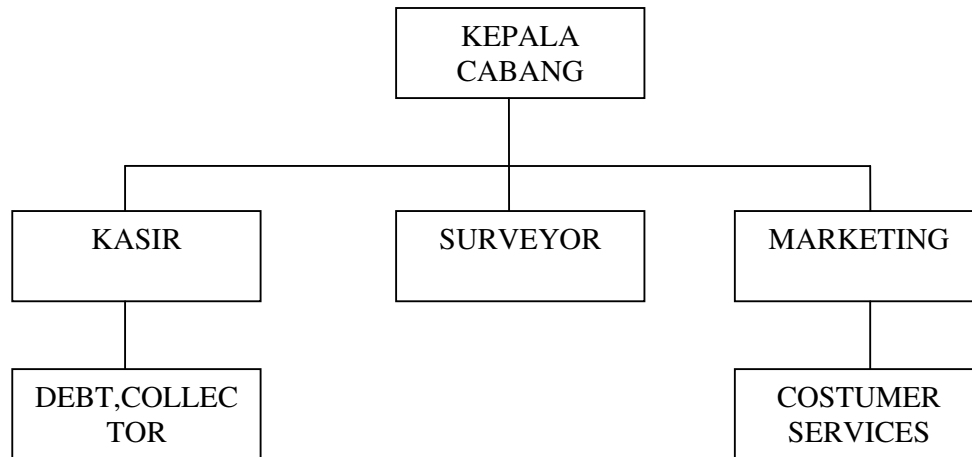 KEPALA
CABANG
KASIR
SURVEYOR
MARKETING
DEBT,COLLEC
TOR
COSTUMER
SERVICES